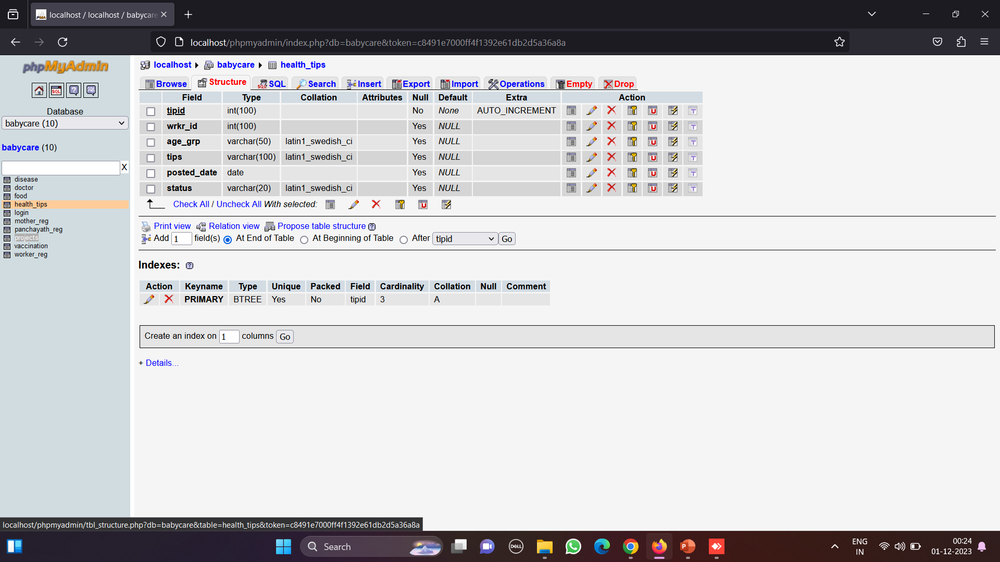 localhost / localhost / babycare
localhost/phpmyadmin/index.php?db=babycare&token=c8491e7000ff4f1392e61db2d5a36a8a
phpMyAdmin
localhost babycare health_tips
Browse Structure SQL Search Insert Export Import Operations Empty Drop
Field Type Collation Attributes Null Default Extra Action
tipid int(100) No None AUTO_INCREMENT
wrkr_id int(100) Yes NULL
age_grp varchar(50) latin1_swedish_ci Yes NULL
tips varchar(100) latin1_swedish_ci Yes NULL
posted_date date Yes NULL
status varchar(20) latin1_swedish_ci Yes NULL
Check All / Uncheck All With selected:
Print view Relation view Propose table structure
Add 1 field(s) At End of Table At Beginning of Table After tipid Go
Indexes:
Action Keyname Type Unique Packed Field Cardinality Collation Null Comment
PRIMARY BTREE Yes No tipid 3 A
Create an index on 1 columns Go
+ Details...
Database
babycare (10)
babycare (10)
X
disease
doctor
food
health_tips
login
mother_reg
panchayath_reg
projects
vaccination
worker_reg
localhost/phpmyadmin/tbl_structure.php?db=babycare&table=health_tips&token=c8491e7000ff4f1392e61db2d5a36a8a
Search
DELL
ENG
IN
00:24
01-12-2023